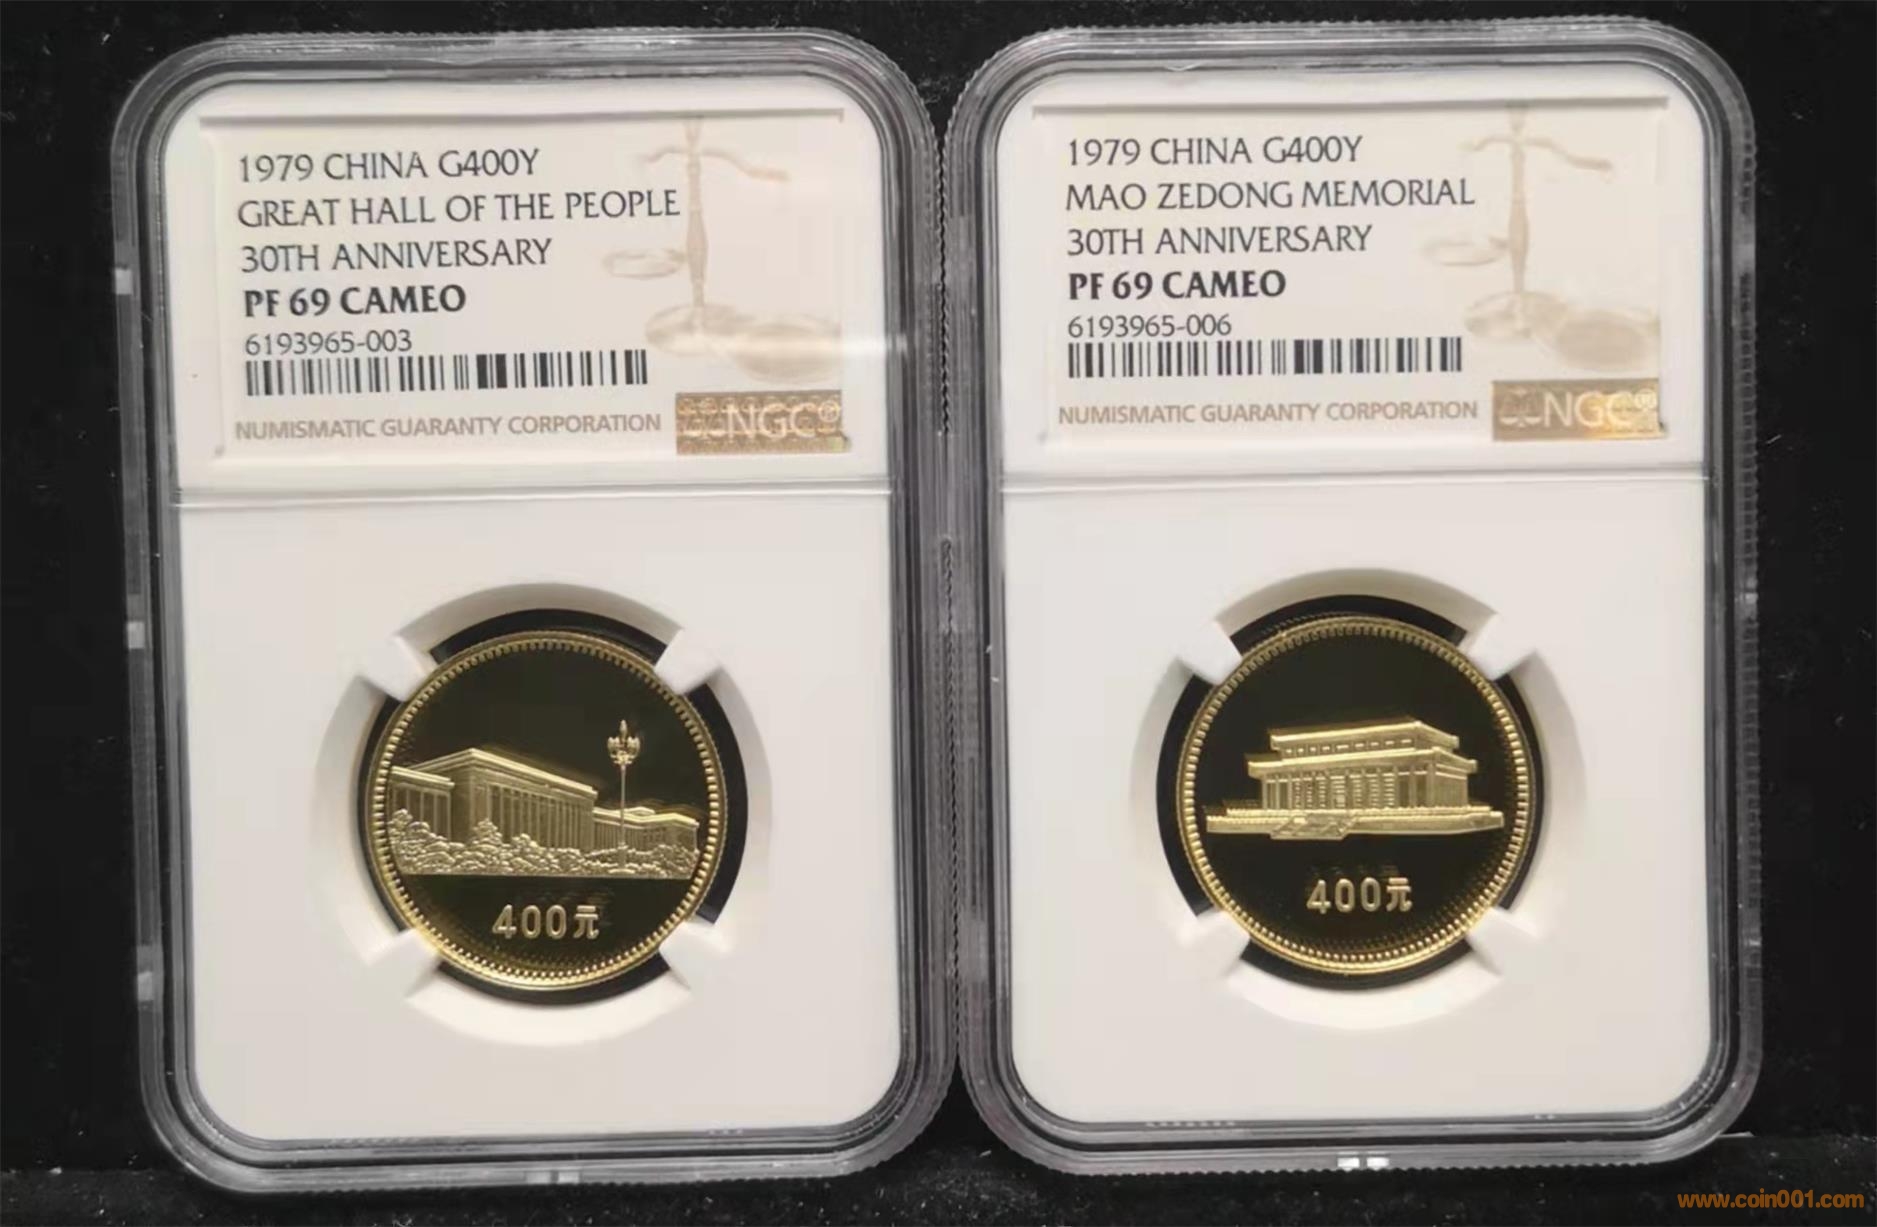 1979 CHINA G400Y
GREAT HALL OF THE PEOPLE
30TH ANNIVERSARY
PF 69 CAMEO
6193965-003
NUMISMATIC GUARANTY CORPORATION
NGC®
400元
1979 CHINA G400Y
MAO ZEDONG MEMORIAL
30TH ANNIVERSARY
PF 69 CAMEO
6193965-006
NUMISMATIC GUARANTY CORPORATION
NGC®
400元
www.coin001.com